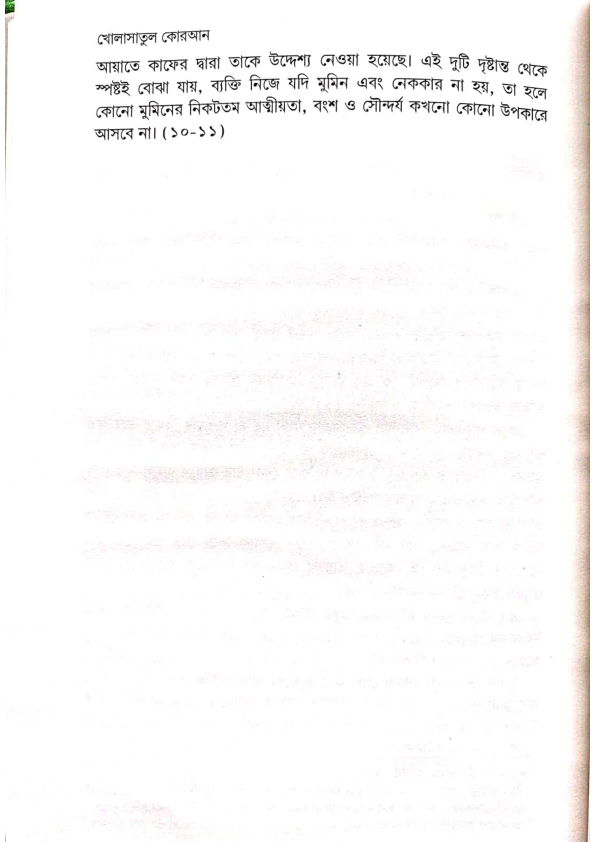 খোলাসাতুল কোরআন
আয়াতে কাফের দ্বারা তাকে উদ্দেশ্য নেওয়া হয়েছে। এই দুটি দৃষ্টান্ত থেকে
স্পষ্টই বোঝা যায়, ব্যক্তি নিজে যদি মুমিন এবং নেককার না হয়, তা হলে
কোনো মুমিনের নিকটতম আত্মীয়তা, বংশ ও সৌন্দর্য কখনো কোনো উপকারে
আসবে না। (১০-১১)